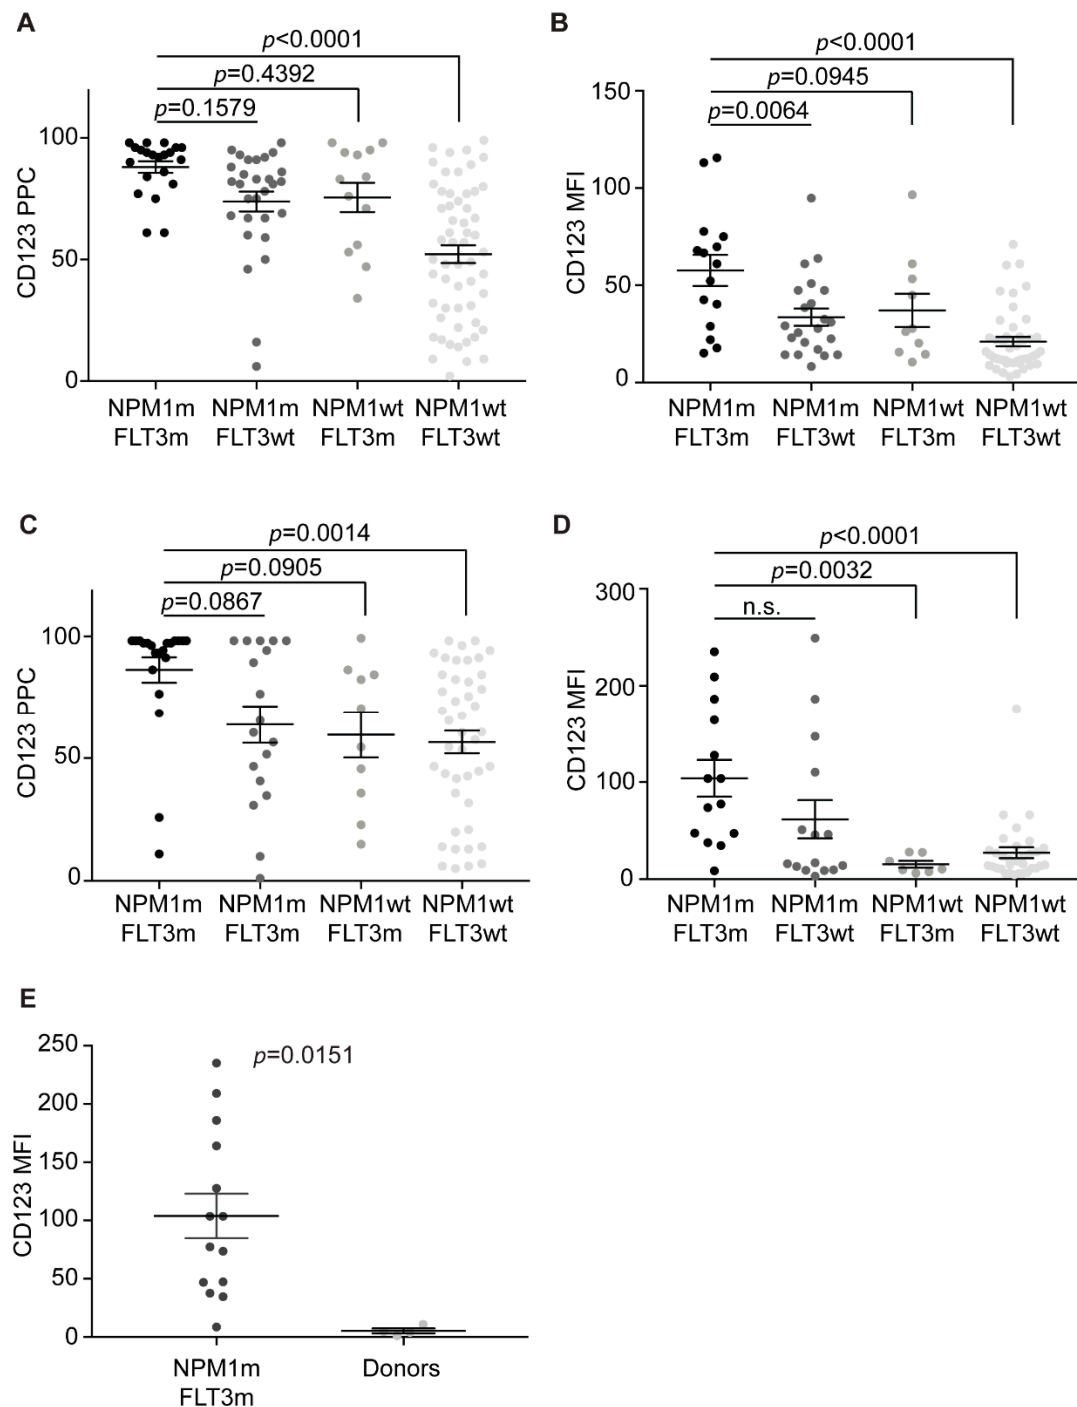 A
p<0.0001
p=0.4392
p=0.1579
CD123 PPC
100
50
0
NPM1m NPM1m NPM1wt NPM1wt
FLT3m FLT3wt FLT3m FLT3wt
B
p<0.0001
p=0.0945
p=0.0064
CD123 MFI
150
100
50
0
NPM1m NPM1m NPM1wt NPM1wt
FLT3m FLT3wt FLT3m FLT3wt
C
p=0.0014
p=0.0905
p=0.0867
CD123 PPC
100
50
0
NPM1m NPM1m NPM1wt NPM1wt
FLT3m FLT3m FLT3m FLT3wt
D
p<0.0001
p=0.0032
n.s.
CD123 MFI
300
200
100
0
NPM1m NPM1m NPM1wt NPM1wt
FLT3m FLT3wt FLT3m FLT3wt
E
p=0.0151
CD123 MFI
250
200
150
100
50
0
NPM1m Donors
FLT3m